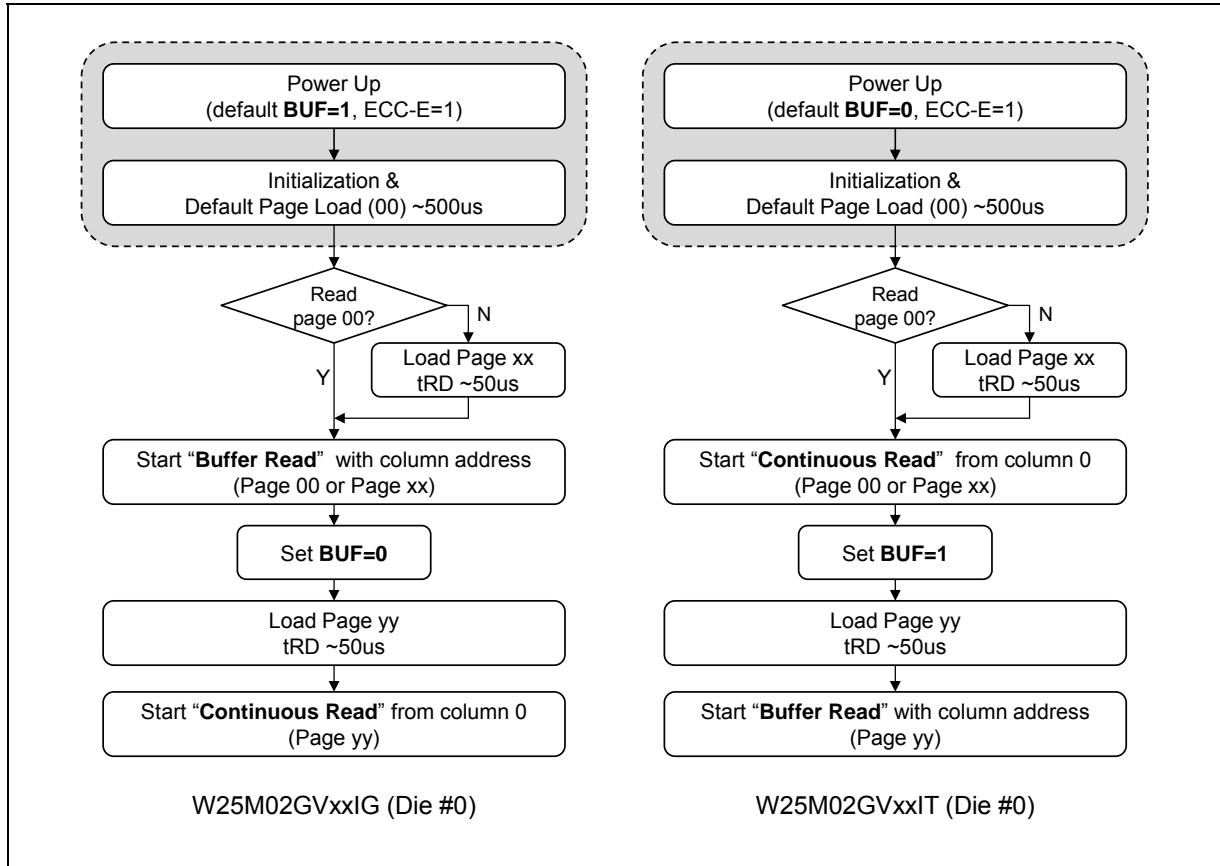 Power Up
(default BUF=1, ECC-E=1)
Initialization &
Default Page Load (00) ~500us
Read
page 00?
N
Load Page xx
tRD ~50us
Y
Start “Buffer Read” with column address
(Page 00 or Page xx)
Set BUF=0
Load Page yy
tRD ~50us
Start “Continuous Read” from column 0
(Page yy)
W25M02GVxxIG (Die #0)
Power Up
(default BUF=0, ECC-E=1)
Initialization &
Default Page Load (00) ~500us
Read
page 00?
N
Load Page xx
tRD ~50us
Y
Start “Continuous Read” from column 0
(Page 00 or Page xx)
Set BUF=1
Load Page yy
tRD ~50us
Start “Buffer Read” with column address
(Page yy)
W25M02GVxxIT (Die #0)